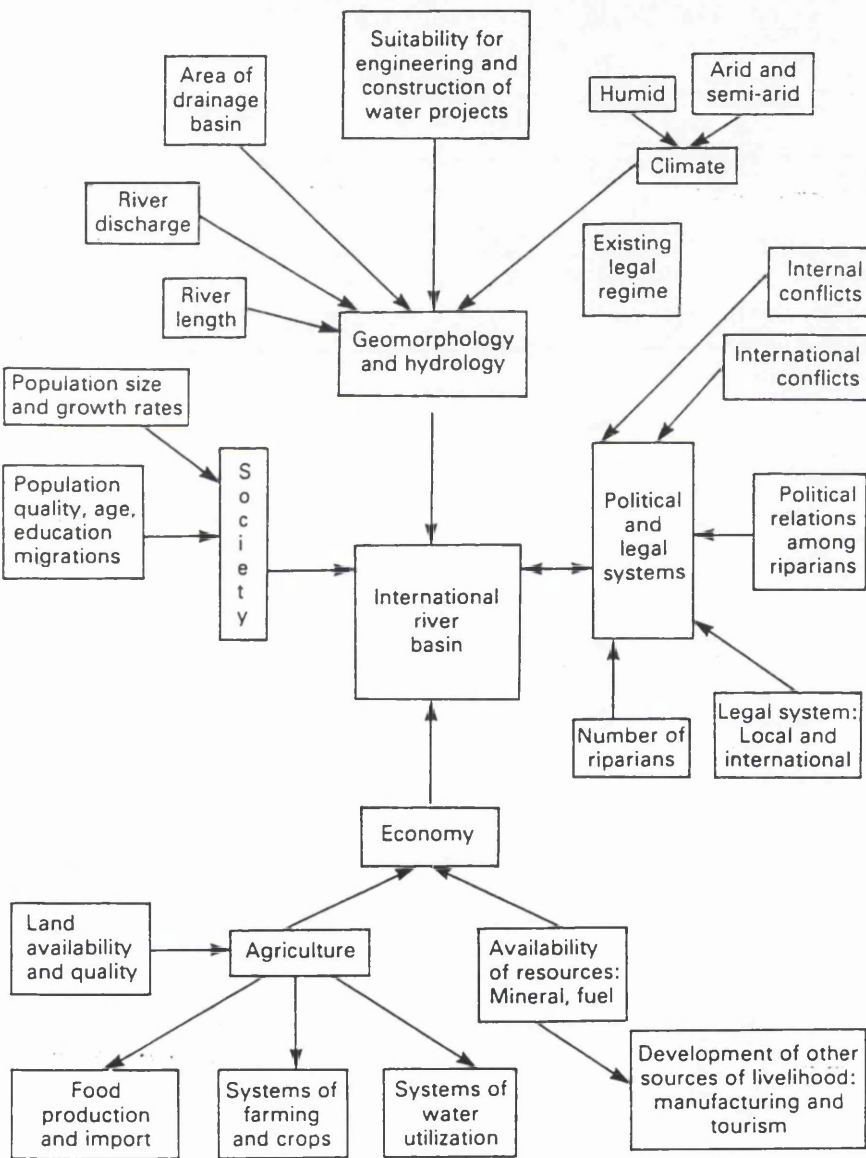 Suitability for
engineering and
construction of
water projects
Area of
drainage
basin
Humid
Arid and
semi-arid
Climate
River
discharge
Existing
legal
regime
Internal
conflicts
River
length
Geomorphology
and hydrology
International
conflicts
Population size
and growth rates
Population
quality, age,
education
migrations
S
o
c
i
e
t
y
International
river
basin
Political
and
legal
systems
Political
relations
among
riparians
Number of
riparians
Legal system:
Local and
international
Economy
Land
availability
and quality
Agriculture
Availability
of resources:
Mineral, fuel
Food
production
and import
Systems of
farming
and crops
Systems of
water
utilization
Development of other
sources of livelihood:
manufacturing and
tourism